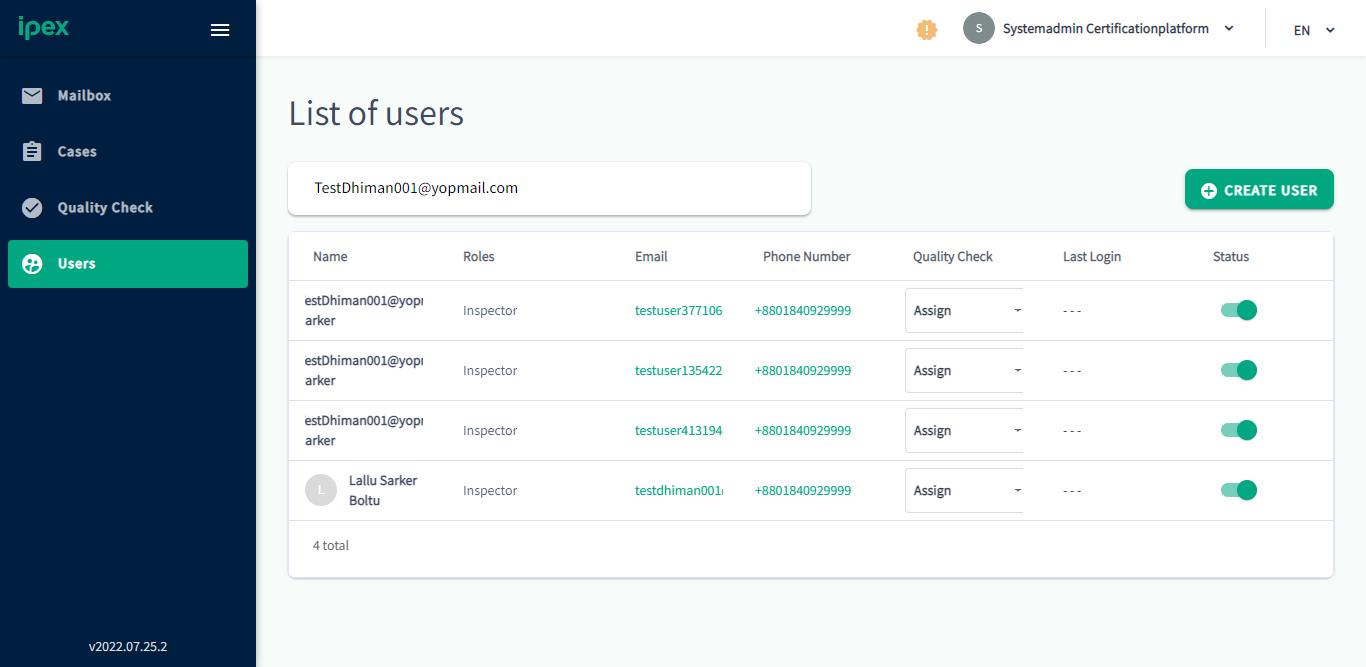 ipex
S Systemadmin Certificationplatform EN
Mailbox
Cases
Quality Check
Users
v2022.07.25.2
List of users
TestDhiman001@yopmail.com
CREATE USER
Name Roles Email Phone Number Quality Check Last Login Status
estDhiman001@yopr
arker Inspector testuser377106 +8801840929999 Assign ---
estDhiman001@yopr
arker Inspector testuser135422 +8801840929999 Assign ---
estDhiman001@yopr
arker Inspector testuser413194 +8801840929999 Assign ---
L Lallu Sarker
Boltu Inspector testdhiman001 +8801840929999 Assign ---
4 total